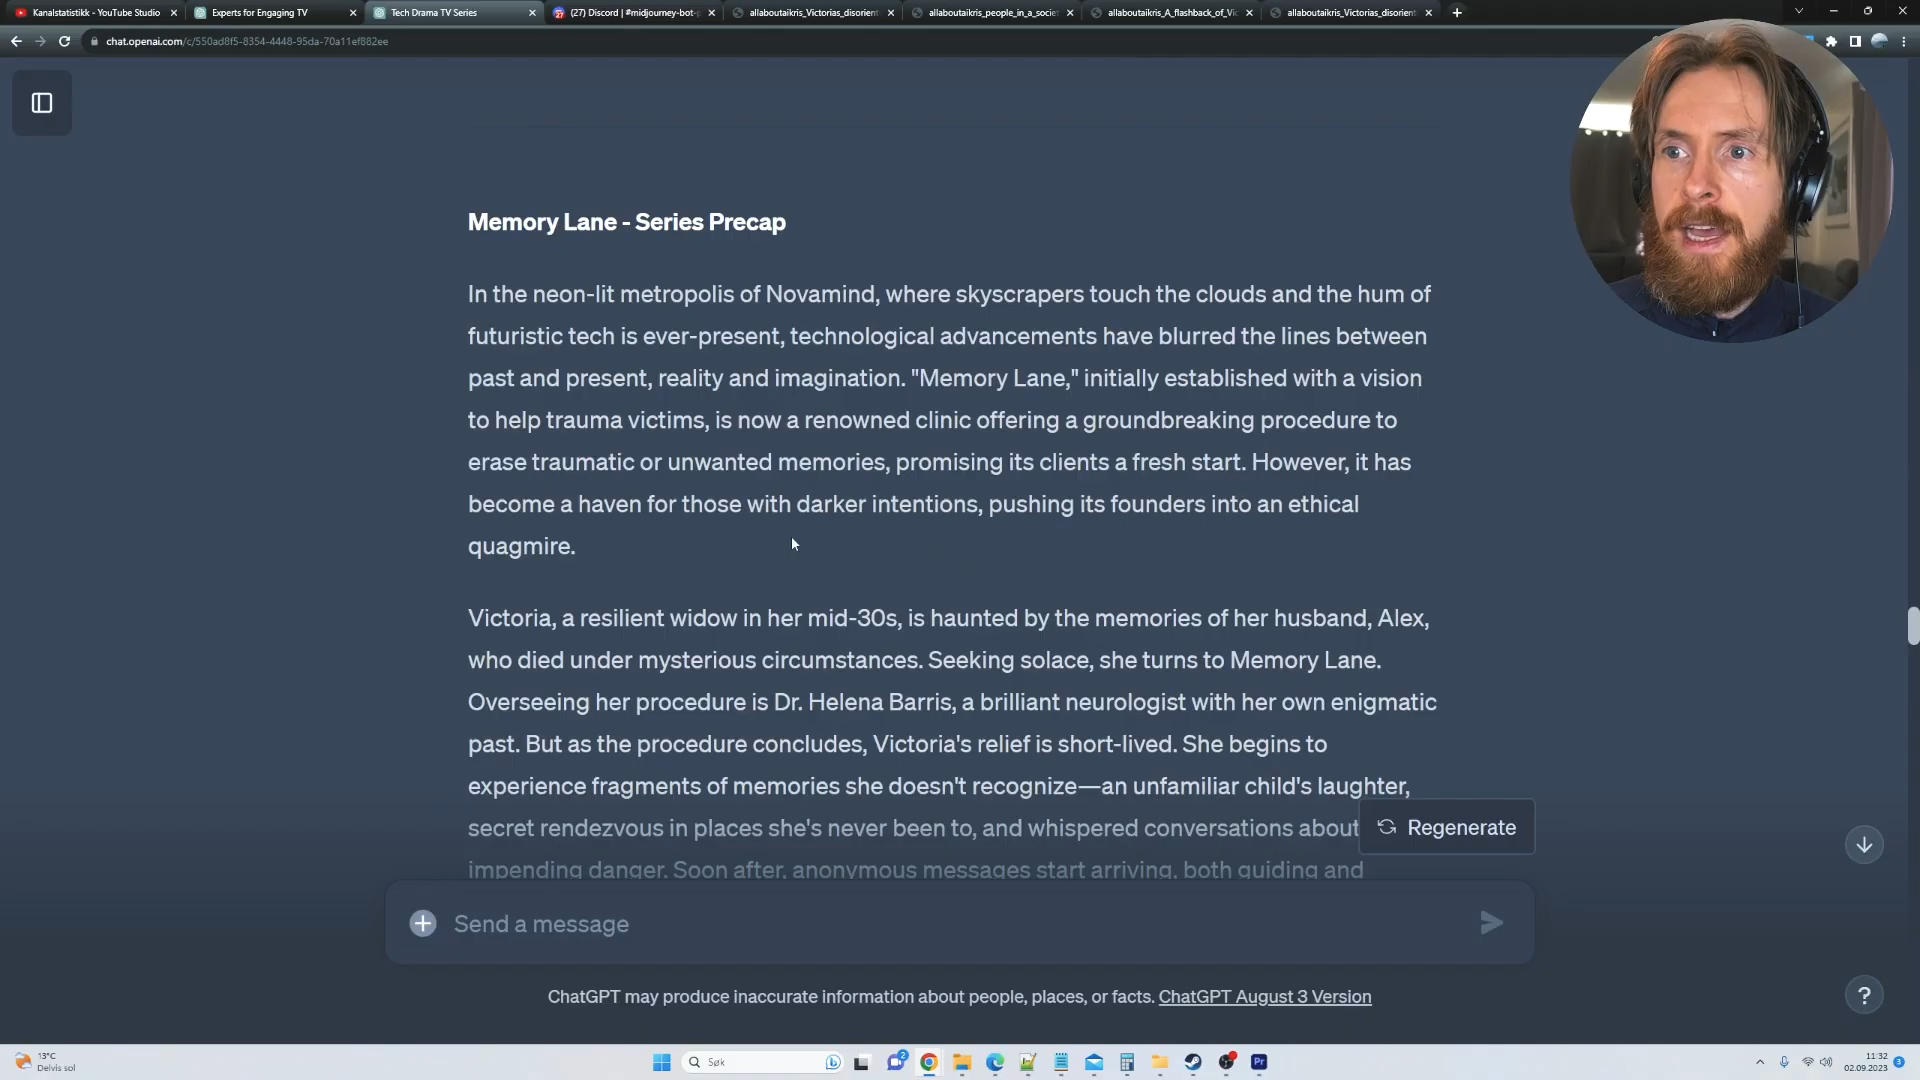 Kanalstatistikk - YouTube Studio
Experts for Engaging TV
Tech Drama TV Series
(27) Discord | #midjourney-bot-
allaboutaikris_Victorias_disorient
allaboutaikris_people_in_a_socie
allaboutaikris_A_flashback_of_Vic
allaboutaikris_Victorias_disorient
chat.openai.com/c/550ad8f5-8354-4448-95da-70a11ef882ee
Memory Lane - Series Precap
In the neon-lit metropolis of Novamind, where skyscrapers touch the clouds and the hum of
futuristic tech is ever-present, technological advancements have blurred the lines between
past and present, reality and imagination. "Memory Lane," initially established with a vision
to help trauma victims, is now a renowned clinic offering a groundbreaking procedure to
erase traumatic or unwanted memories, promising its clients a fresh start. However, it has
become a haven for those with darker intentions, pushing its founders into an ethical
quagmire.
Victoria, a resilient widow in her mid-30s, is haunted by the memories of her husband, Alex,
who died under mysterious circumstances. Seeking solace, she turns to Memory Lane.
Overseeing her procedure is Dr. Helena Barris, a brilliant neurologist with her own enigmatic
past. But as the procedure concludes, Victoria's relief is short-lived. She begins to
experience fragments of memories she doesn't recognize—an unfamiliar child's laughter,
secret rendezvous in places she's never been to, and whispered conversations about
impending danger. Soon after, anonymous messages start arriving, both guiding and
Regenerate
Send a message
ChatGPT may produce inaccurate information about people, places, or facts. ChatGPT August 3 Version
?
13°C
Delvis sol
Søk
2
Pr
11:32
02.09.2023
3